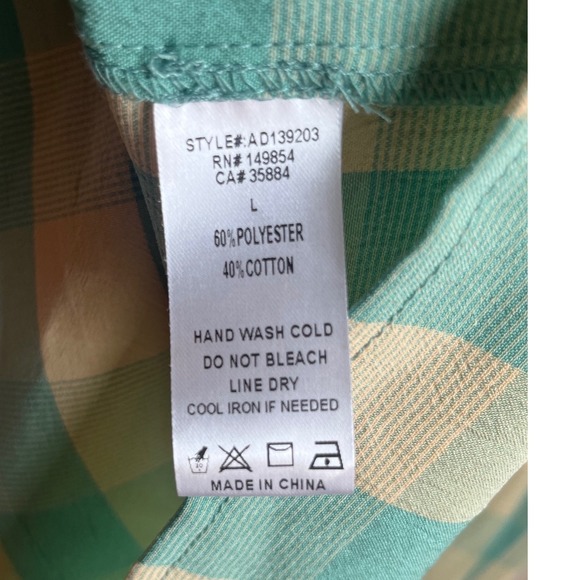 STYLE#:AD139203
RN# 149854
CA# 35884
L
60%POLYESTER
40%COTTON
HAND WASH COLD
DO NOT BLEACH
LINE DRY
COOL IRON IF NEEDED
MADE IN CHINA